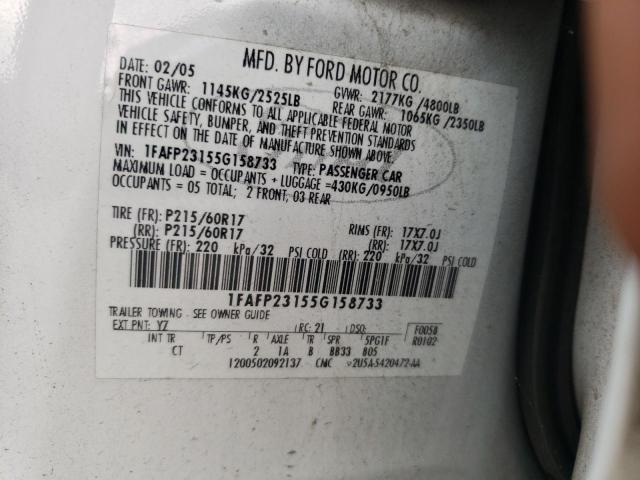 MFD. BY FORD MOTOR CO.
DATE: 02/05 GVWR: 2177KG /4800LB
FRONT GAWR: 1145KG/2525LB REAR GAWR: 1065KG /2350LB
THIS VEHICLE CONFORMS TO ALL APPLICABLE FEDERAL MOTOR
VEHICLE SAFETY, BUMPER, AND THEFT PREVENTION STANDARDS
IN EFFECT ON THE DATE OF MANUFACTURE SHOWN ABOVE.
VIN: 1FAFP23155G158733 TYPE: PASSENGER CAR
MAXIMUM LOAD = OCCUPANTS + LUGGAGE =430KG/0950LB
OCCUPANTS = 05 TOTAL; 2 FRONT, 03 REAR
TIRE (FR): P215/60R17 RIMS (FR): 17X7.0J
(RR): P215/60R17 (RR): 17X7.0J
PRESSURE (FR): 220 kPa/32 PSI COLD (RR): 220 kPa/32 PSI COLD
1FAFP23155G158733
TRAILER TOWING - SEE OWNER GUIDE
EXT PNT: YZ RC: 21 DSO: F0058
INT TR TP/PS R AXLE TR SPR SPG1F R0102
CT 2 1A B BB33 BO5
1200502092137 CMC 2U5A-5420472-AA